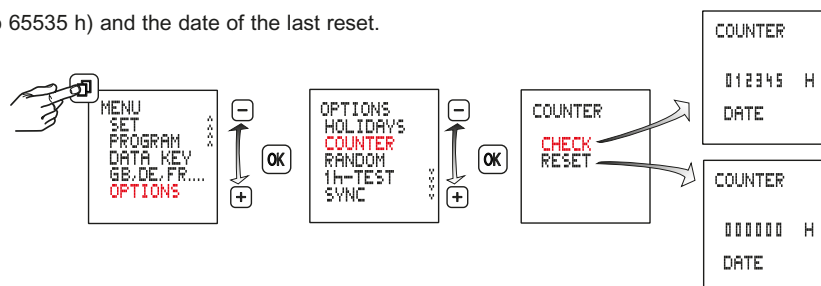 65535 h) and the date of the last reset.
MENU
SET
PROGRAM
DATA KEY
GB,DE,FR....
OPTIONS
−
OK
+
OPTIONS
HOLIDAYS
COUNTER
RANDOM
1h-TEST
SYNC
−
OK
+
COUNTER
CHECK
RESET
COUNTER
012345 H
DATE
COUNTER
000000 H
DATE